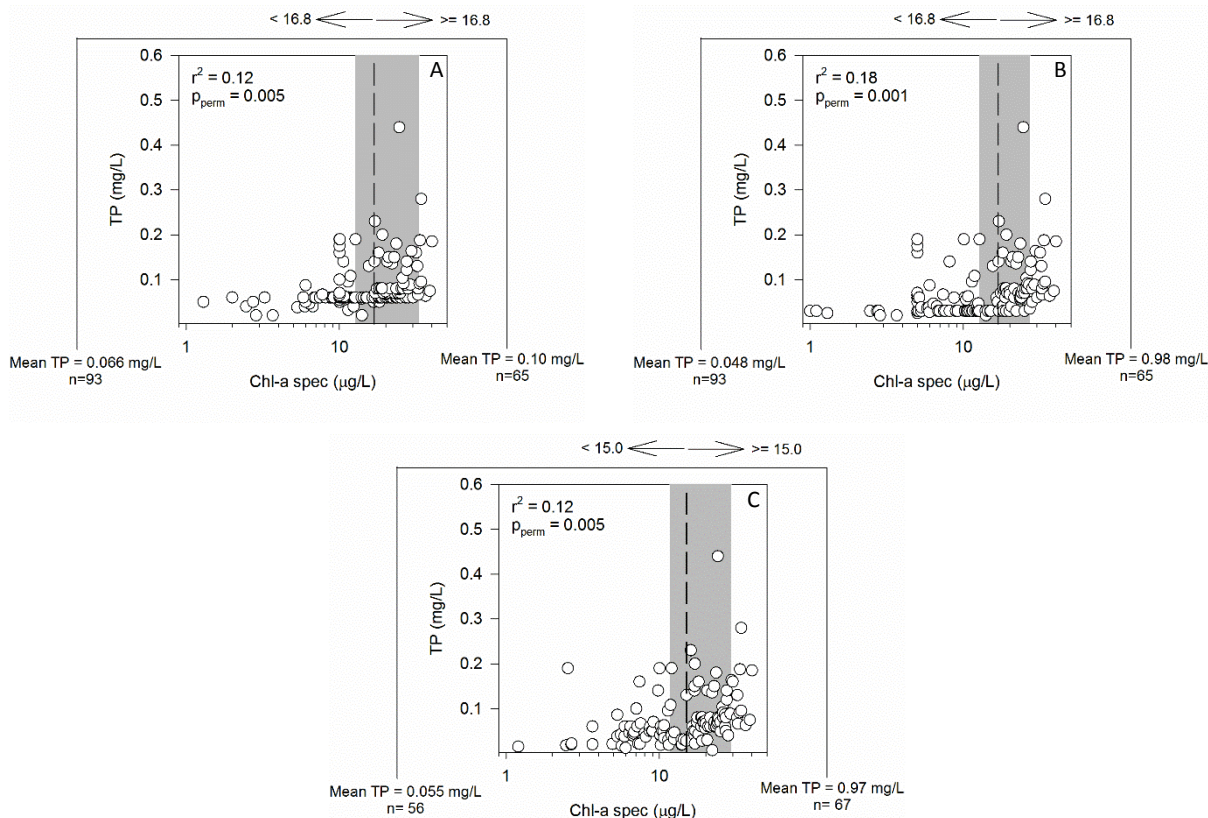 < 16.8 >= 16.8
A
r2 = 0.12
pperm = 0.005
0.6
0.5
0.4
0.3
0.2
0.1
TP (mg/L)
1 10
Chl-a spec (µg/L)
Mean TP = 0.066 mg/L
n=93
Mean TP = 0.10 mg/L
n=65
< 16.8 >= 16.8
B
r2 = 0.18
pperm = 0.001
0.6
0.5
0.4
0.3
0.2
0.1
TP (mg/L)
1 10
Chl-a spec (µg/L)
Mean TP = 0.048 mg/L
n=93
Mean TP = 0.98 mg/L
n=65
< 15.0 >= 15.0
C
r2 = 0.12
pperm = 0.005
0.6
0.5
0.4
0.3
0.2
0.1
TP (mg/L)
1 10
Chl-a spec (µg/L)
Mean TP = 0.055 mg/L
n= 56
Mean TP = 0.97 mg/L
n= 67